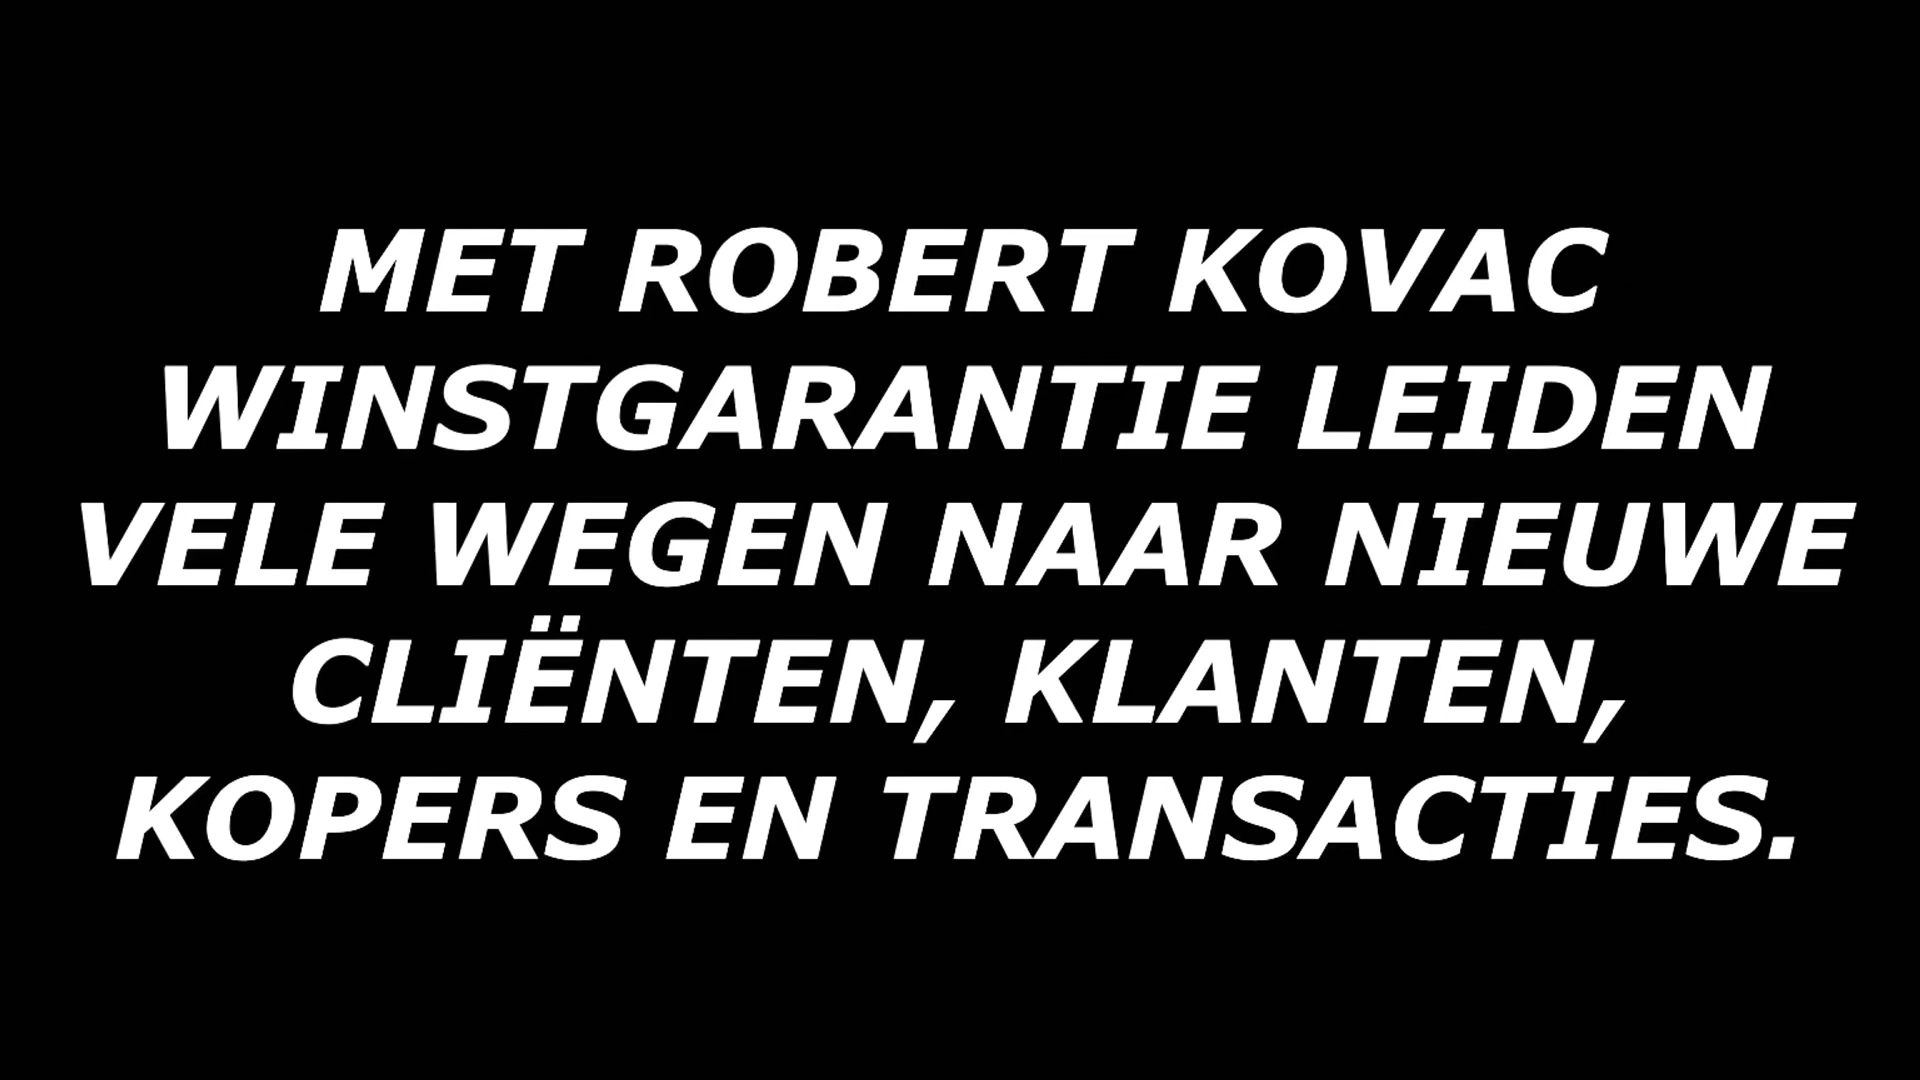 MET ROBERT KOVAC
WINSTGARANTIE LEIDEN
VELE WEGEN NAAR NIEUWE
CLIËNTEN, KLANTEN,
KOPERS EN TRANSACTIES.